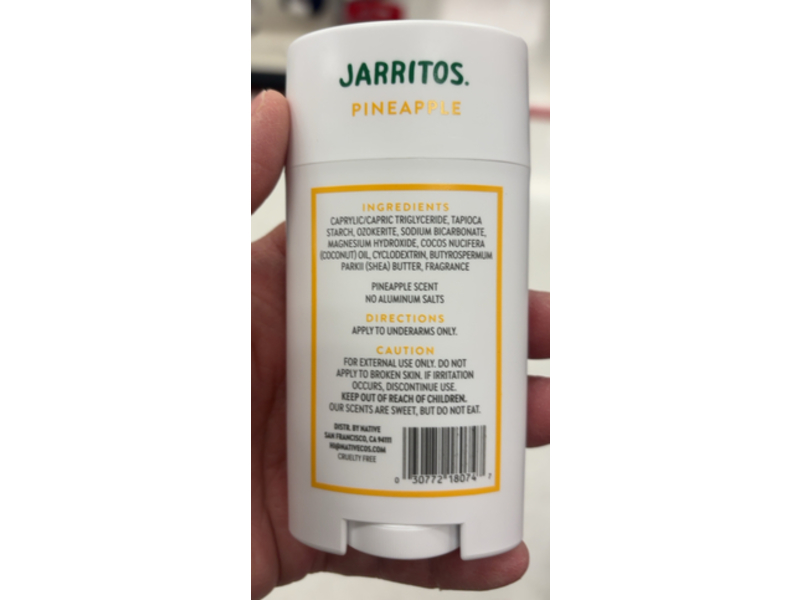 JARRITOS.
PINEAPPLE
INGREDIENTS
CAPRYLIC/CAPRIC TRIGLYCERIDE, TAPIOCA
STARCH, OZOKERITE, SODIUM BICARBONATE,
MAGNESIUM HYDROXIDE, COCOS NUCIFERA
(COCONUT) OIL, CYCLODEXTRIN, BUTYROSPERMUM
PARKII (SHEA) BUTTER, FRAGRANCE
PINEAPPLE SCENT
NO ALUMINUM SALTS
DIRECTIONS
APPLY TO UNDERARMS ONLY.
CAUTION
FOR EXTERNAL USE ONLY. DO NOT
APPLY TO BROKEN SKIN. IF IRRITATION
OCCURS, DISCONTINUE USE.
KEEP OUT OF REACH OF CHILDREN.
OUR SCENTS ARE SWEET, BUT DO NOT EAT.
DISTR. BY NATIVE
SAN FRANCISCO, CA 94111
HI@NATIVECOS.COM
CRUELTY FREE
0 30772 18074 7